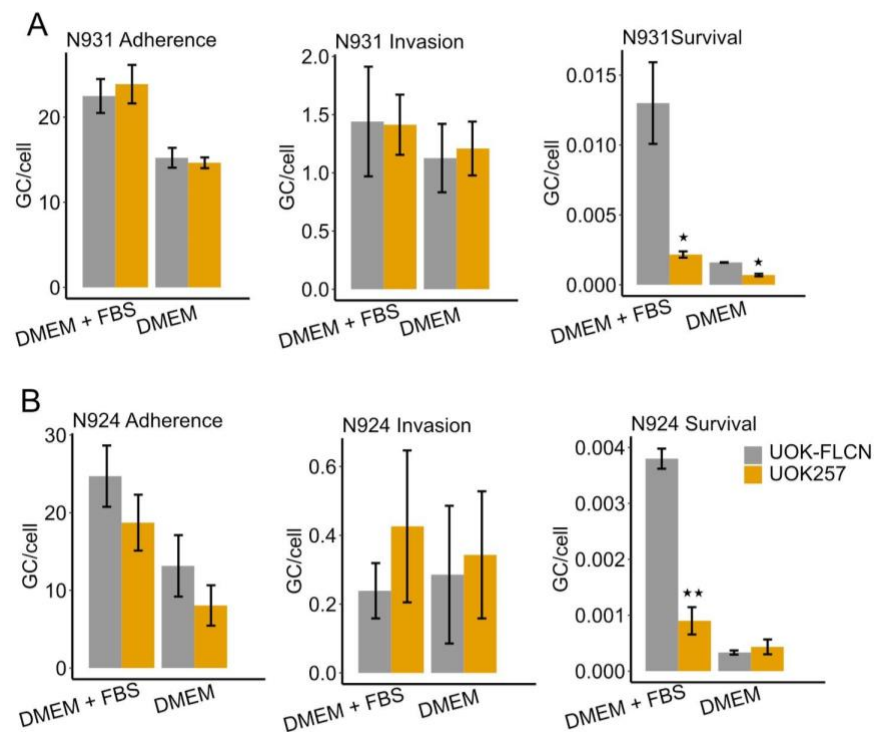 A
N931 Adherence
GC/cell
20
10
0
DMEM + FBS
DMEM
N931 Invasion
GC/cell
2.0
1.5
1.0
0.5
0.0
DMEM + FBS
DMEM
N931Survival
GC/cell
0.015
0.010
0.005
0.000
★
★
DMEM + FBS
DMEM
B
N924 Adherence
GC/cell
30
20
10
0
DMEM + FBS
DMEM
N924 Invasion
GC/cell
0.6
0.4
0.2
0.0
DMEM + FBS
DMEM
N924 Survival
GC/cell
0.004
0.003
0.002
0.001
0.000
★★
DMEM + FBS
DMEM
UOK-FLCN
UOK257